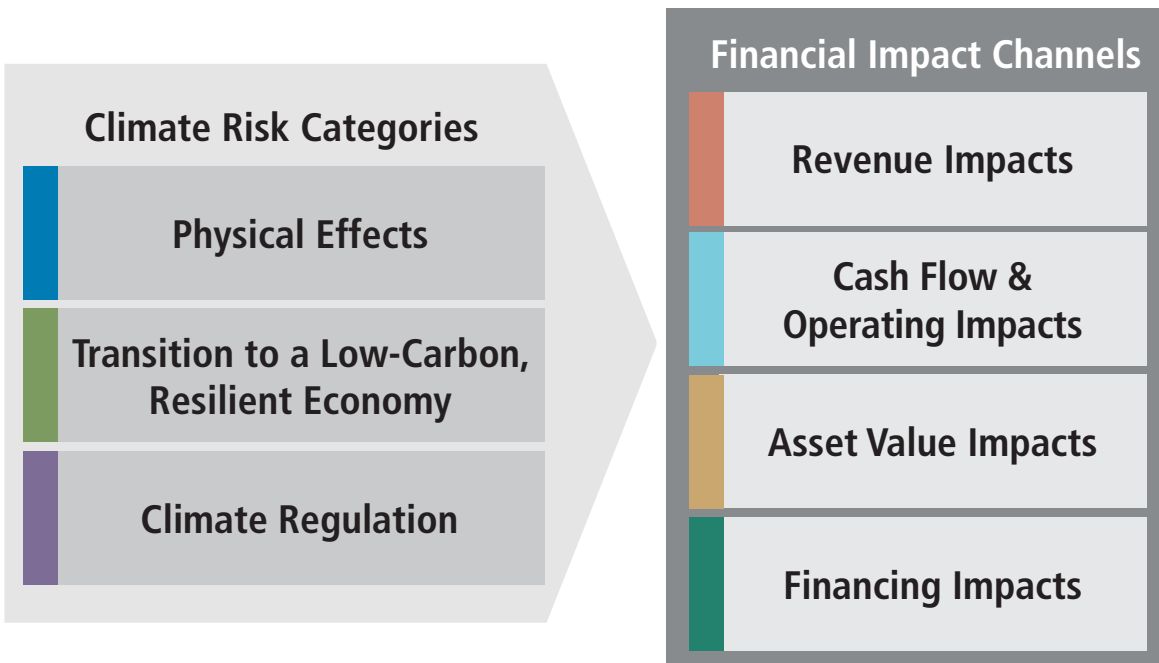 Climate Risk Categories
Physical Effects
Transition to a Low-Carbon,
Resilient Economy
Climate Regulation
Financial Impact Channels
Revenue Impacts
Cash Flow &
Operating Impacts
Asset Value Impacts
Financing Impacts